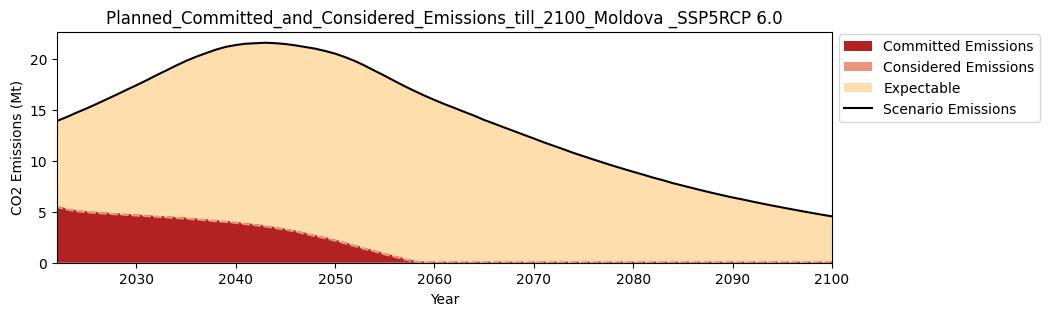 Planned_Committed_and_Considered_Emissions_till_2100_Moldova _SSP5RCP 6.0
Committed Emissions
Considered Emissions
Expectable
Scenario Emissions
CO2 Emissions (Mt)
20
15
10
5
0
2030 2040 2050 2060 2070 2080 2090 2100
Year